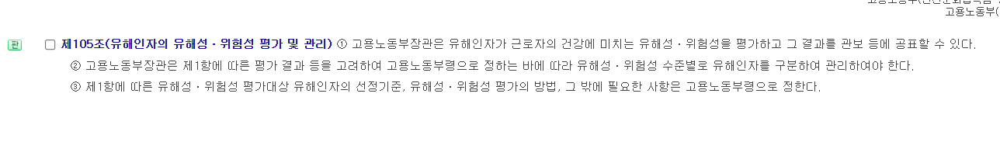 고용노동부(
판
제105조(유해인자의 유해성ㆍ위험성 평가 및 관리) ① 고용노동부장관은 유해인자가 근로자의 건강에 미치는 유해성ㆍ위험성을 평가하고 그 결과를 관보 등에 공표할 수 있다.
② 고용노동부장관은 제1항에 따른 평가 결과 등을 고려하여 고용노동부령으로 정하는 바에 따라 유해성ㆍ위험성 수준별로 유해인자를 구분하여 관리하여야 한다.
③ 제1항에 따른 유해성ㆍ위험성 평가대상 유해인자의 선정기준, 유해성ㆍ위험성 평가의 방법, 그 밖에 필요한 사항은 고용노동부령으로 정한다.